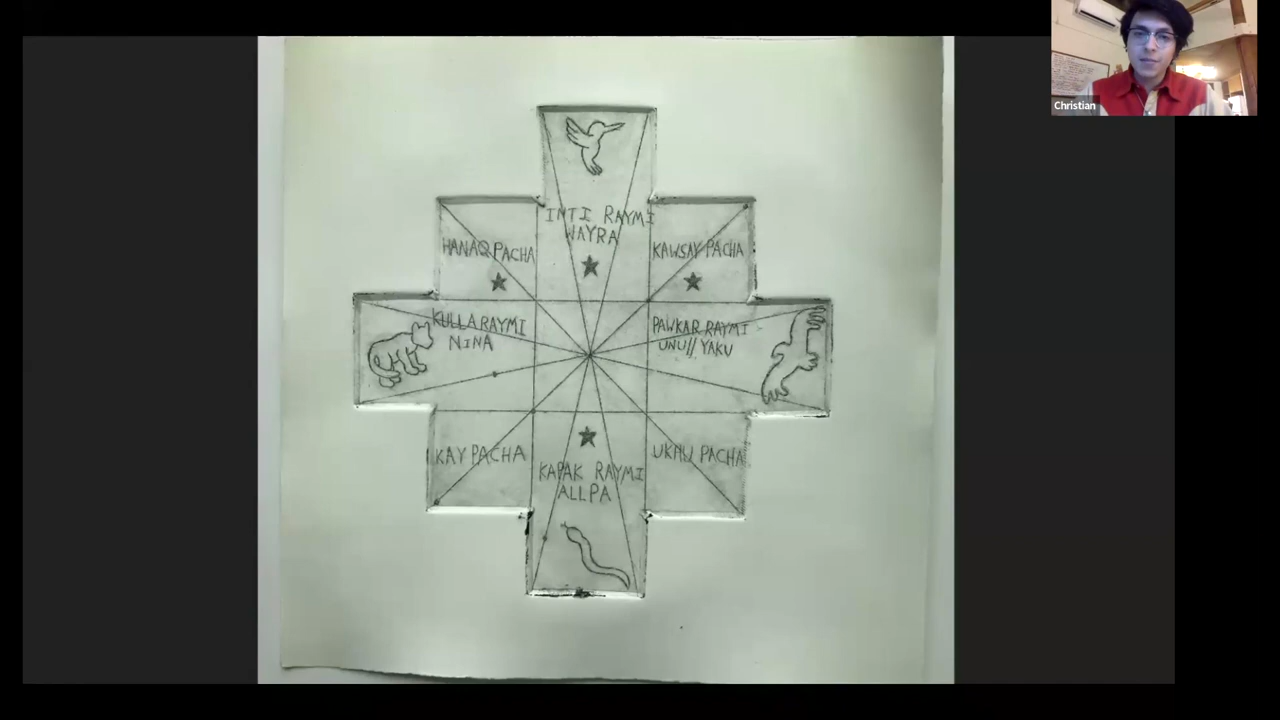 Christian
INTI RAYMI
WAYRA
HANAQ PACHA
KAWSAY PACHA
KULLA RAYMI
NINA
PAWKAR RAYMI
UNU// YAKU
KAY PACHA
UKHU PACHA
KAPAK RAYMI
ALLPA